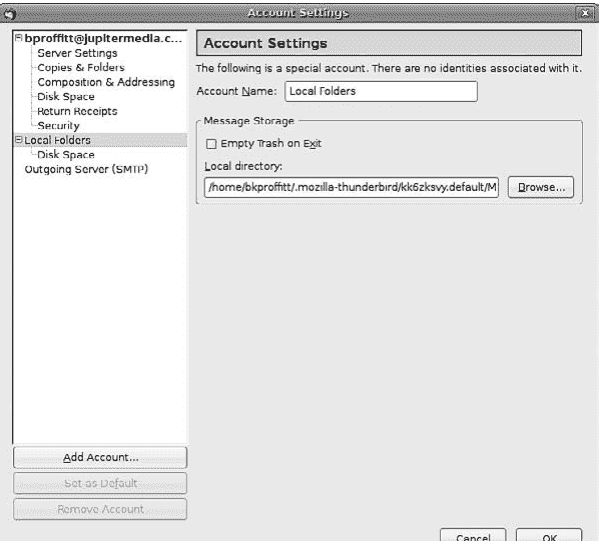 Account Settings
bproffitt@jupitermedia.c...
Server Settings
Copies & Folders
Composition & Addressing
Disk Space
Return Receipts
Security
Local Folders
Disk Space
Outgoing Server (SMTP)
Add Account...
Set as Default
Remove Account
Account Settings
The following is a special account. There are no identities associated with it.
Account Name: Local Folders
Message Storage
Empty Trash on Exit
Local directory:
/home/bkproffitt/.mozilla-thunderbird/kk6zksvy.default/M
Browse...
Cancel
OK